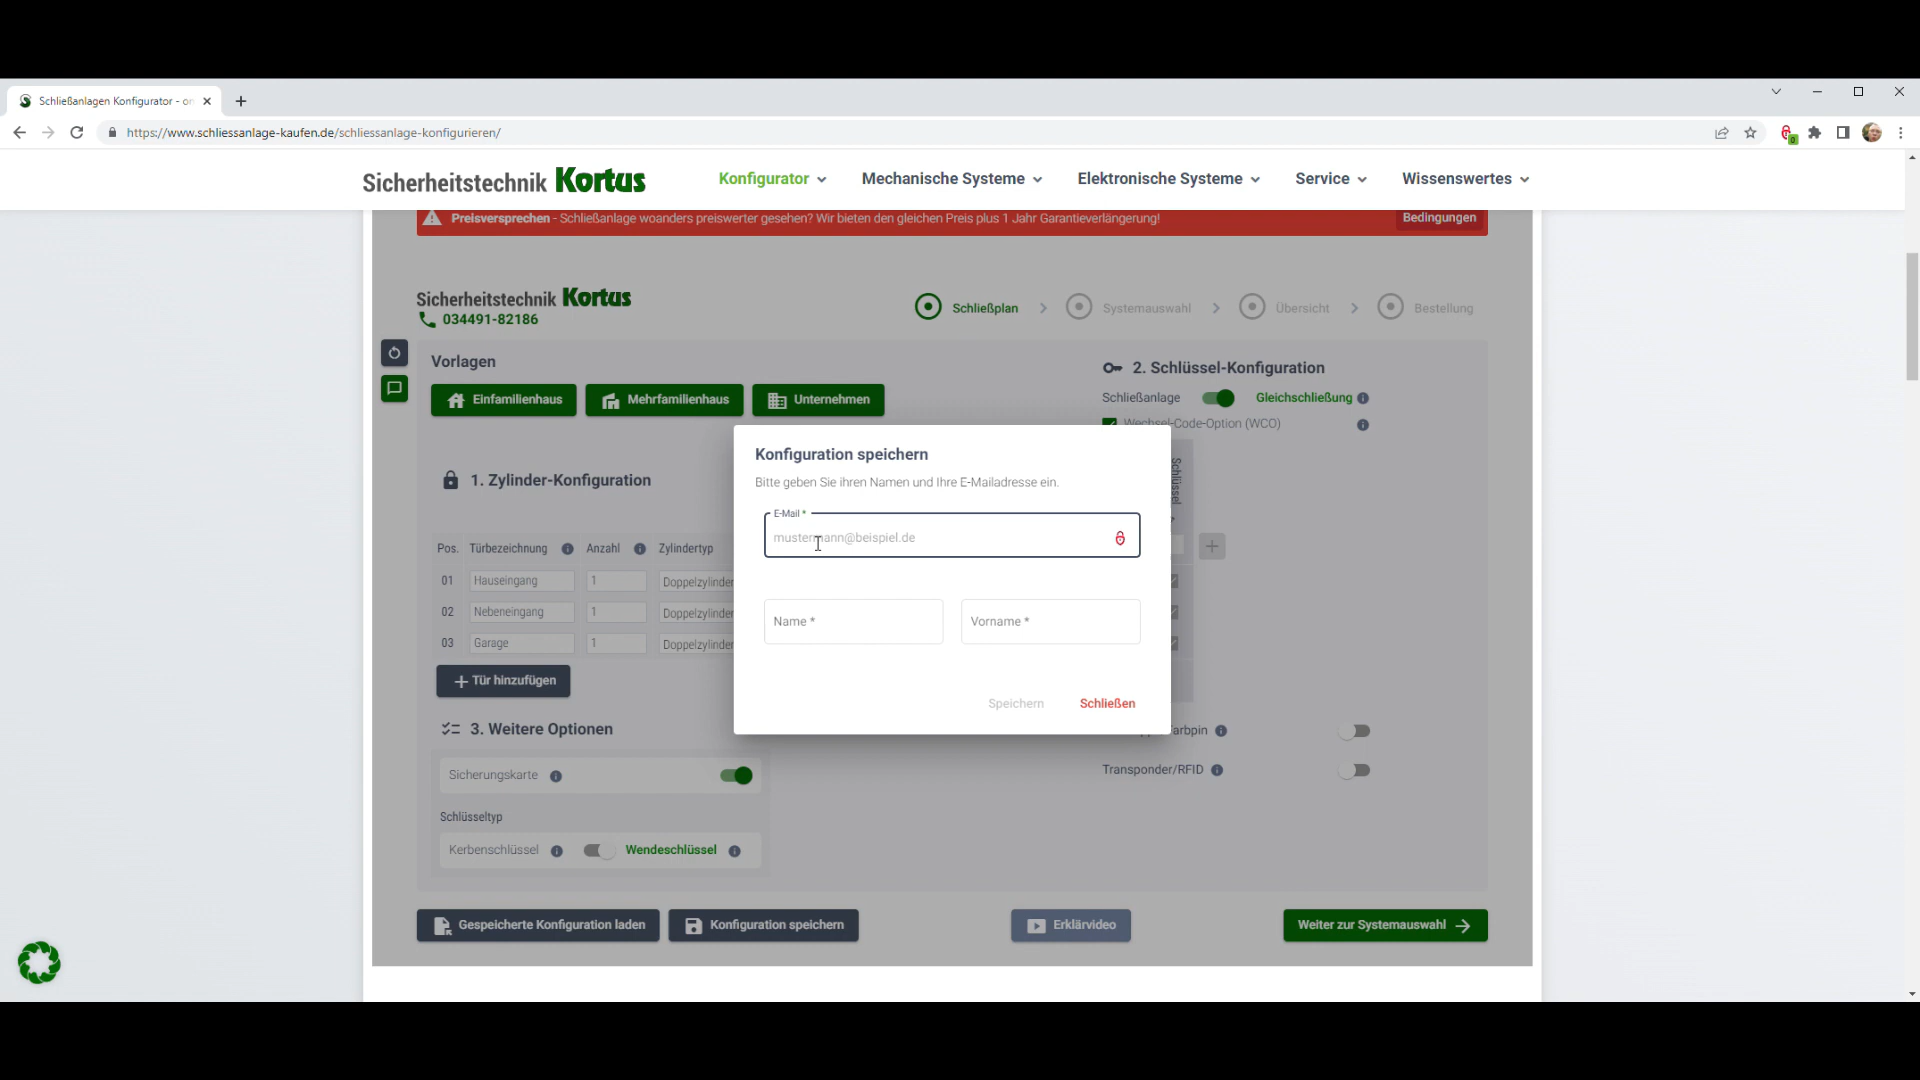 Schließanlagen Konfigurator - on
https://www.schliessanlage-kaufen.de/schliessanlage-konfigurieren/
0
Sicherheitstechnik Kortus
Konfigurator
Mechanische Systeme
Elektronische Systeme
Service
Wissenswertes
Preisversprechen - Schließanlage woanders preiswerter gesehen? Wir bieten den gleichen Preis plus 1 Jahr Garantieverlängerung!
Bedingungen
Sicherheitstechnik Kortus
034491-82186
Schließplan
Systemauswahl
Übersicht
Bestellung
Vorlagen
Einfamilienhaus
Mehrfamilienhaus
Unternehmen
2. Schlüssel-Konfiguration
Schließanlage
Gleichschließung
Wechsel-Code-Option (WCO)
1. Zylinder-Konfiguration
Schlüssel
Konfiguration speichern
Bitte geben Sie ihren Namen und Ihre E-Mailadresse ein.
E-Mail *
mustermann@beispiel.de
Name *
Vorname *
Speichern
Schließen
Pos. Türbezeichnung Anzahl Zylindertyp
01 Hauseingang 1 Doppelzylinder
02 Nebeneingang 1 Doppelzylinder
03 Garage 1 Doppelzylinder
+ Tür hinzufügen
3. Weitere Optionen
Sicherungskarte
Schlüsseltyp
Kerbenschlüssel
Wendeschlüssel
arbpin
Transponder/RFID
Gespeicherte Konfiguration laden
Konfiguration speichern
Erklärvideo
Weiter zur Systemauswahl